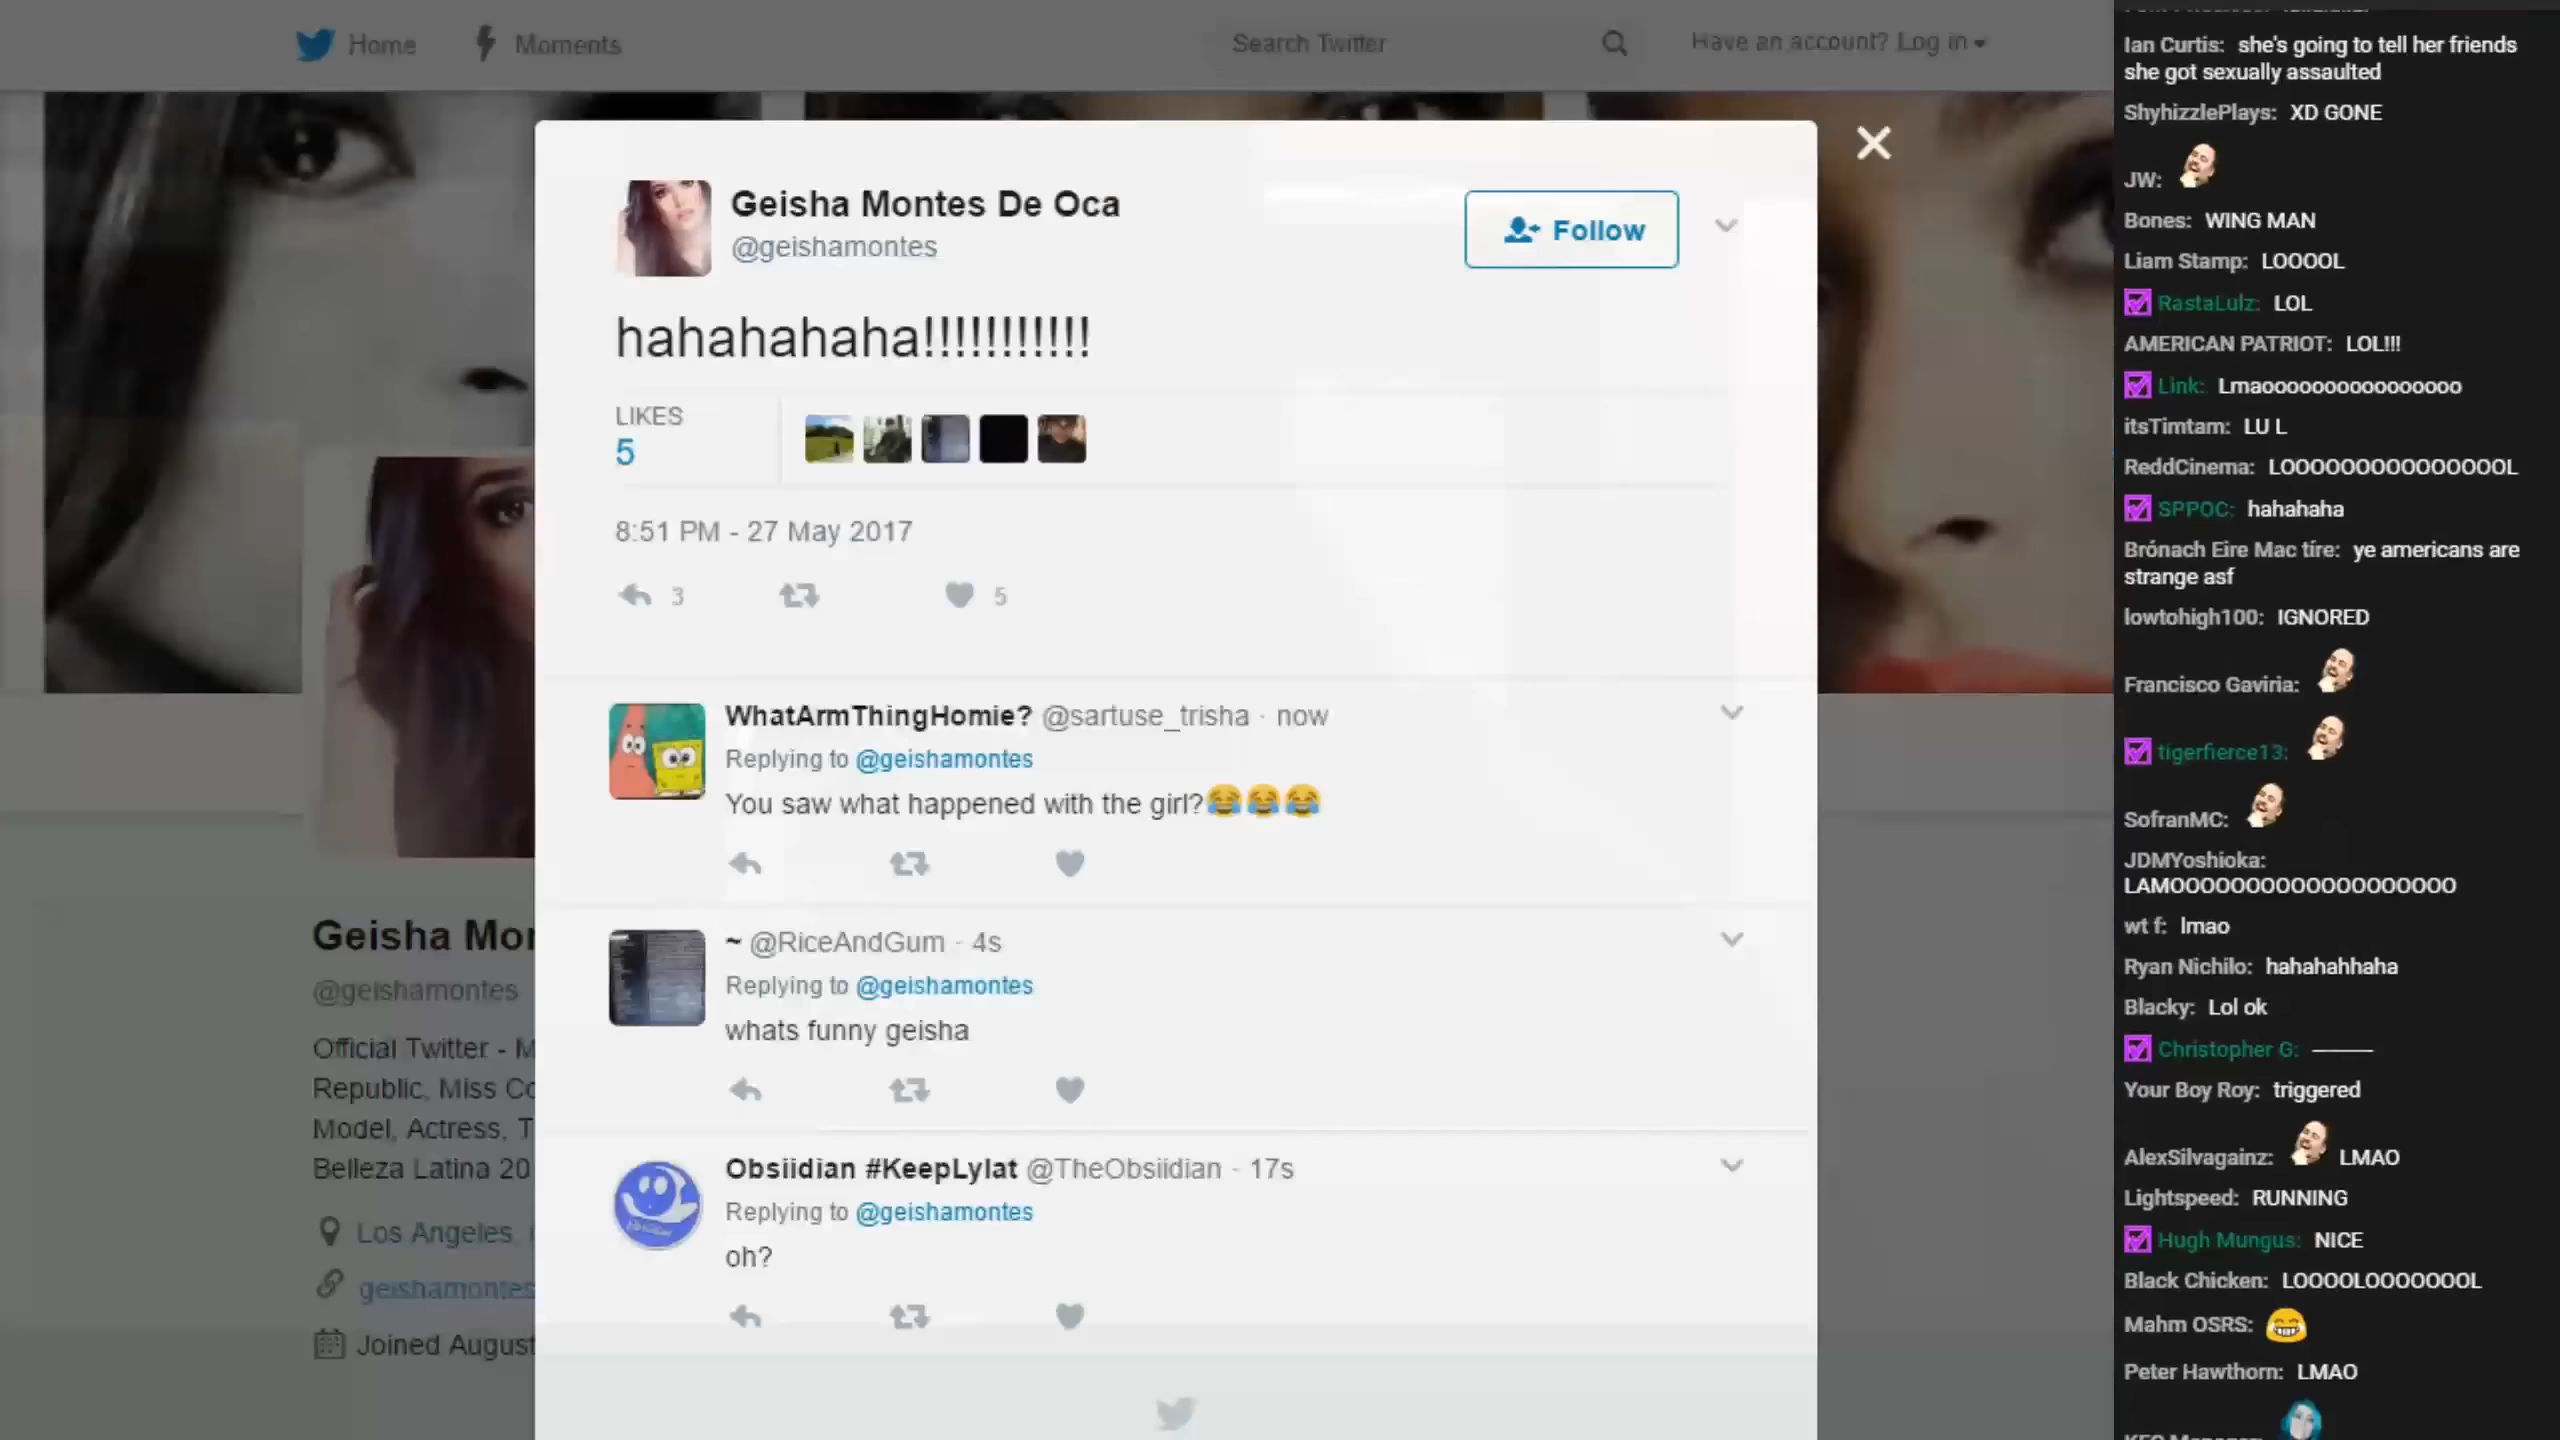 Home
Moments
Search Twitter
Have an account? Log in
Geisha Montes De Oca
@geishamontes
Follow
hahahahaha!!!!!!!!!!!
LIKES
5
8:51 PM - 27 May 2017
3
5
WhatArmThingHomie? @sartuse_trisha · now
Replying to @geishamontes
You saw what happened with the girl?😂😂😂
~ @RiceAndGum · 4s
Replying to @geishamontes
whats funny geisha
Obsiidian #KeepLylat @TheObsiidian · 17s
Replying to @geishamontes
oh?
Geisha Mon
@geishamontes
Official Twitter - M
Republic, Miss Co
Model, Actress, T
Belleza Latina 20
Los Angeles,
geishamontes
Joined August
Ian Curtis: she's going to tell her friends
she got sexually assaulted
ShyhizzlePlays: XD GONE
JW:
Bones: WING MAN
Liam Stamp: LOOOOL
RastaLulz: LOL
AMERICAN PATRIOT: LOL!!!
Link: Lmaoooooooooooooooo
itsTimtam: LU L
ReddCinema: LOOOOOOOOOOOOOOOL
SPPOC: hahahaha
Brónach Eire Mac tíre: ye americans are
strange asf
lowtohigh100: IGNORED
Francisco Gaviria:
tigerfierce13:
SofranMC:
JDMYoshioka:
LAMOOOOOOOOOOOOOOOOOOO
wt f: lmao
Ryan Nichilo: hahahahhaha
Blacky: Lol ok
Christopher G: ———
Your Boy Roy: triggered
AlexSilvagainz: LMAO
Lightspeed: RUNNING
Hugh Mungus: NICE
Black Chicken: LOOOOLOOOOOOOL
Mahm OSRS: 😂
Peter Hawthorn: LMAO